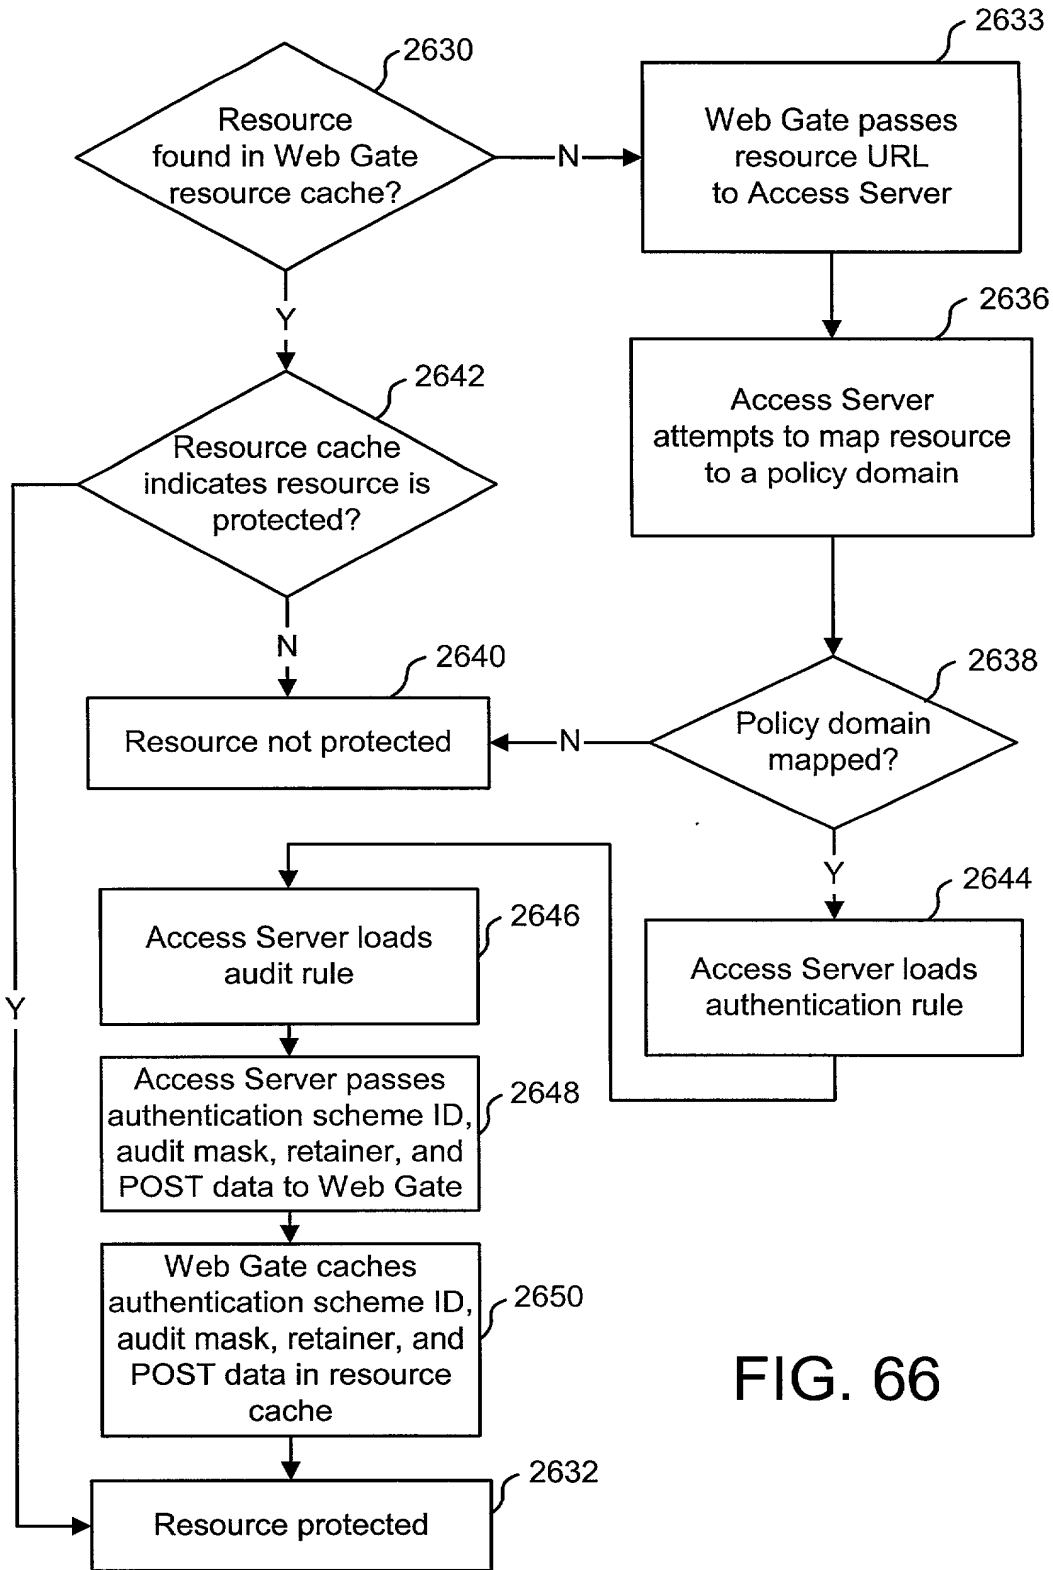 2630
Resource
found in Web Gate
resource cache?
N
2633
Web Gate passes
resource URL
to Access Server
Y
2636
Access Server
attempts to map resource
to a policy domain
2642
Resource cache
indicates resource is
protected?
N
2640
Resource not protected
2638
Policy domain
mapped?
N
Y
2644
Access Server loads
authentication rule
2646
Access Server loads
audit rule
Y
2648
Access Server passes
authentication scheme ID,
audit mask, retainer, and
POST data to Web Gate
2650
Web Gate caches
authentication scheme ID,
audit mask, retainer, and
POST data in resource
cache
2632
Resource protected
FIG. 66